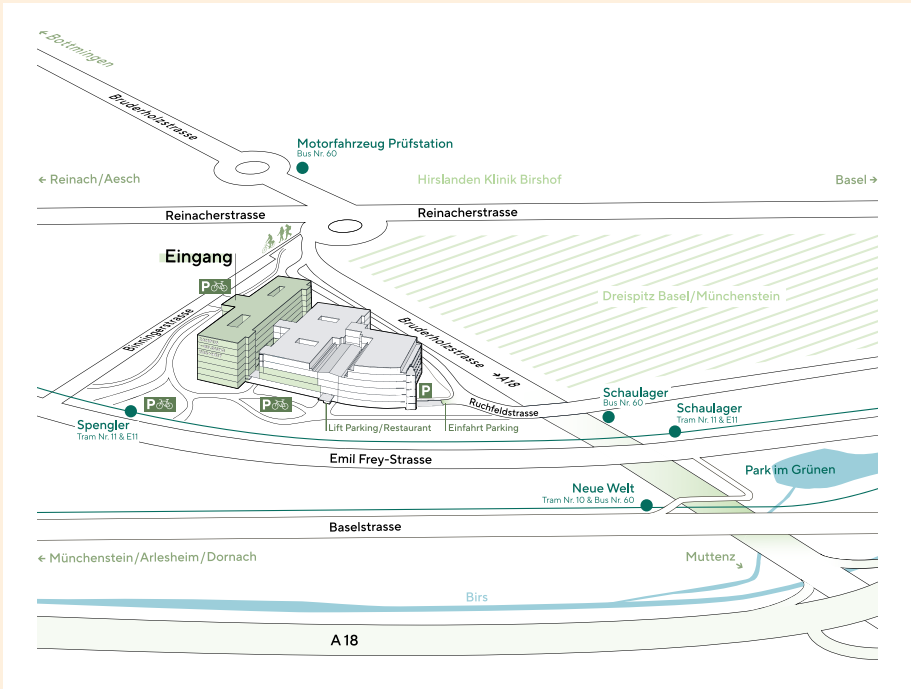 ← Bottmingen
Bruderholzstrasse
Motorfahrzeug Prüfstation
Bus Nr. 60
← Reinach/Aesch
Hirslanden Klinik Birshof
Basel →
Reinacherstrasse
Reinacherstrasse
Eingang
P
Binningerstrasse
Dreispitz Basel/Münchenstein
Bruderholzstrasse
→A18
P
Ruchfeldstrasse
Schaulager
Bus Nr. 60
Schaulager
Tram Nr. 11 & E11
P
P
Spengler
Tram Nr. 11 & E11
Lift Parking/Restaurant
Einfahrt Parking
Emil Frey-Strasse
Park im Grünen
Neue Welt
Tram Nr. 10 & Bus Nr. 60
Baselstrasse
← Münchenstein/Arlesheim/Dornach
Muttenz
Birs
A 18